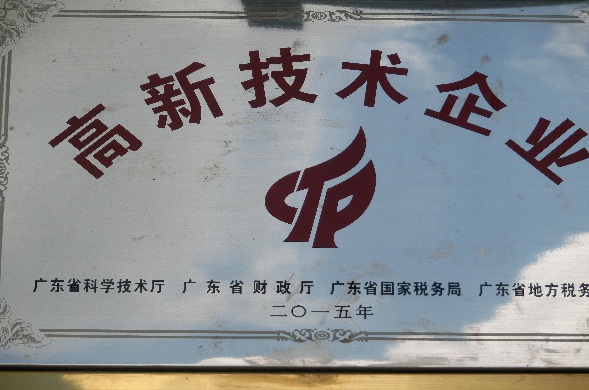 高新技术企业
广东省科学技术厅 广东省财政厅 广东省国家税务局 广东省地方税务
二〇一五年